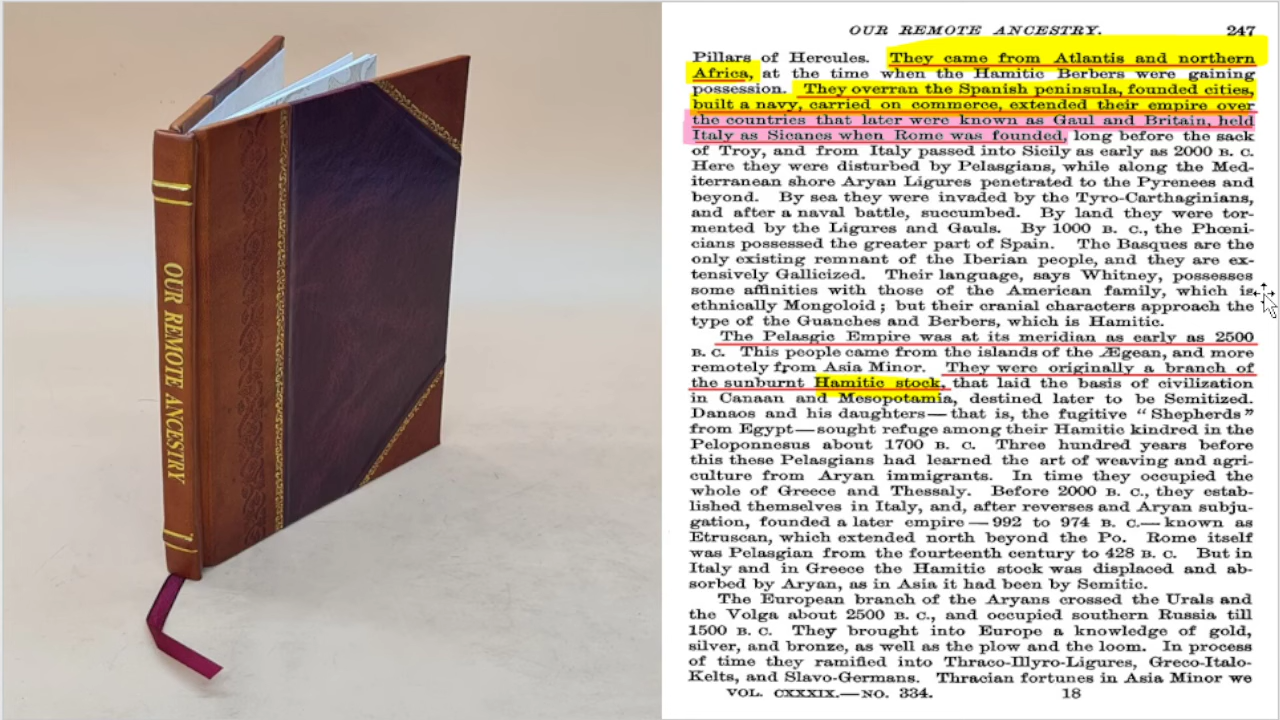 OUR REMOTE ANCESTRY
OUR REMOTE ANCESTRY. 247
Pillars of Hercules. They came from Atlantis and northern
Africa, at the time when the Hamitic Berbers were gaining
possession. They overran the Spanish peninsula, founded cities,
built a navy, carried on commerce, extended their empire over
the countries that later were known as Gaul and Britain, held
Italy as Sicanes when Rome was founded, long before the sack
of Troy, and from Italy passed into Sicily as early as 2000 B. C.
Here they were disturbed by Pelasgians, while along the Med-
iterranean shore Aryan Ligures penetrated to the Pyrenees and
beyond. By sea they were invaded by the Tyro-Carthaginians,
and after a naval battle, succumbed. By land they were tor-
mented by the Ligures and Gauls. By 1000 B. C., the Phœni-
cians possessed the greater part of Spain. The Basques are the
only existing remnant of the Iberian people, and they are ex-
tensively Gallicized. Their language, says Whitney, possesses
some affinities with those of the American family, which is
ethnically Mongoloid; but their cranial characters approach the
type of the Guanches and Berbers, which is Hamitic.
The Pelasgic Empire was at its meridian as early as 2500
B. C. This people came from the islands of the Ægean, and more
remotely from Asia Minor. They were originally a branch of
the sunburnt Hamitic stock, that laid the basis of civilization
in Canaan and Mesopotamia, destined later to be Semitized.
Danaos and his daughters—that is, the fugitive “Shepherds”
from Egypt—sought refuge among their Hamitic kindred in the
Peloponnesus about 1700 B. C. Three hundred years before
this these Pelasgians had learned the art of weaving and agri-
culture from Aryan immigrants. In time they occupied the
whole of Greece and Thessaly. Before 2000 B. C., they estab-
lished themselves in Italy, and, after reverses and Aryan subju-
gation, founded a later empire—992 to 974 B. C.—known as
Etruscan, which extended north beyond the Po. Rome itself
was Pelasgian from the fourteenth century to 428 B. C. But in
Italy and in Greece the Hamitic stock was displaced and ab-
sorbed by Aryan, as in Asia it had been by Semitic.
The European branch of the Aryans crossed the Urals and
the Volga about 2500 B. C., and occupied southern Russia till
1500 B. C. They brought into Europe a knowledge of gold,
silver, and bronze, as well as the plow and the loom. In process
of time they ramified into Thraco-Illyro-Ligures, Greco-Italo-
Kelts, and Slavo-Germans. Thracian fortunes in Asia Minor we
VOL. CXXXIX.—NO. 334. 18